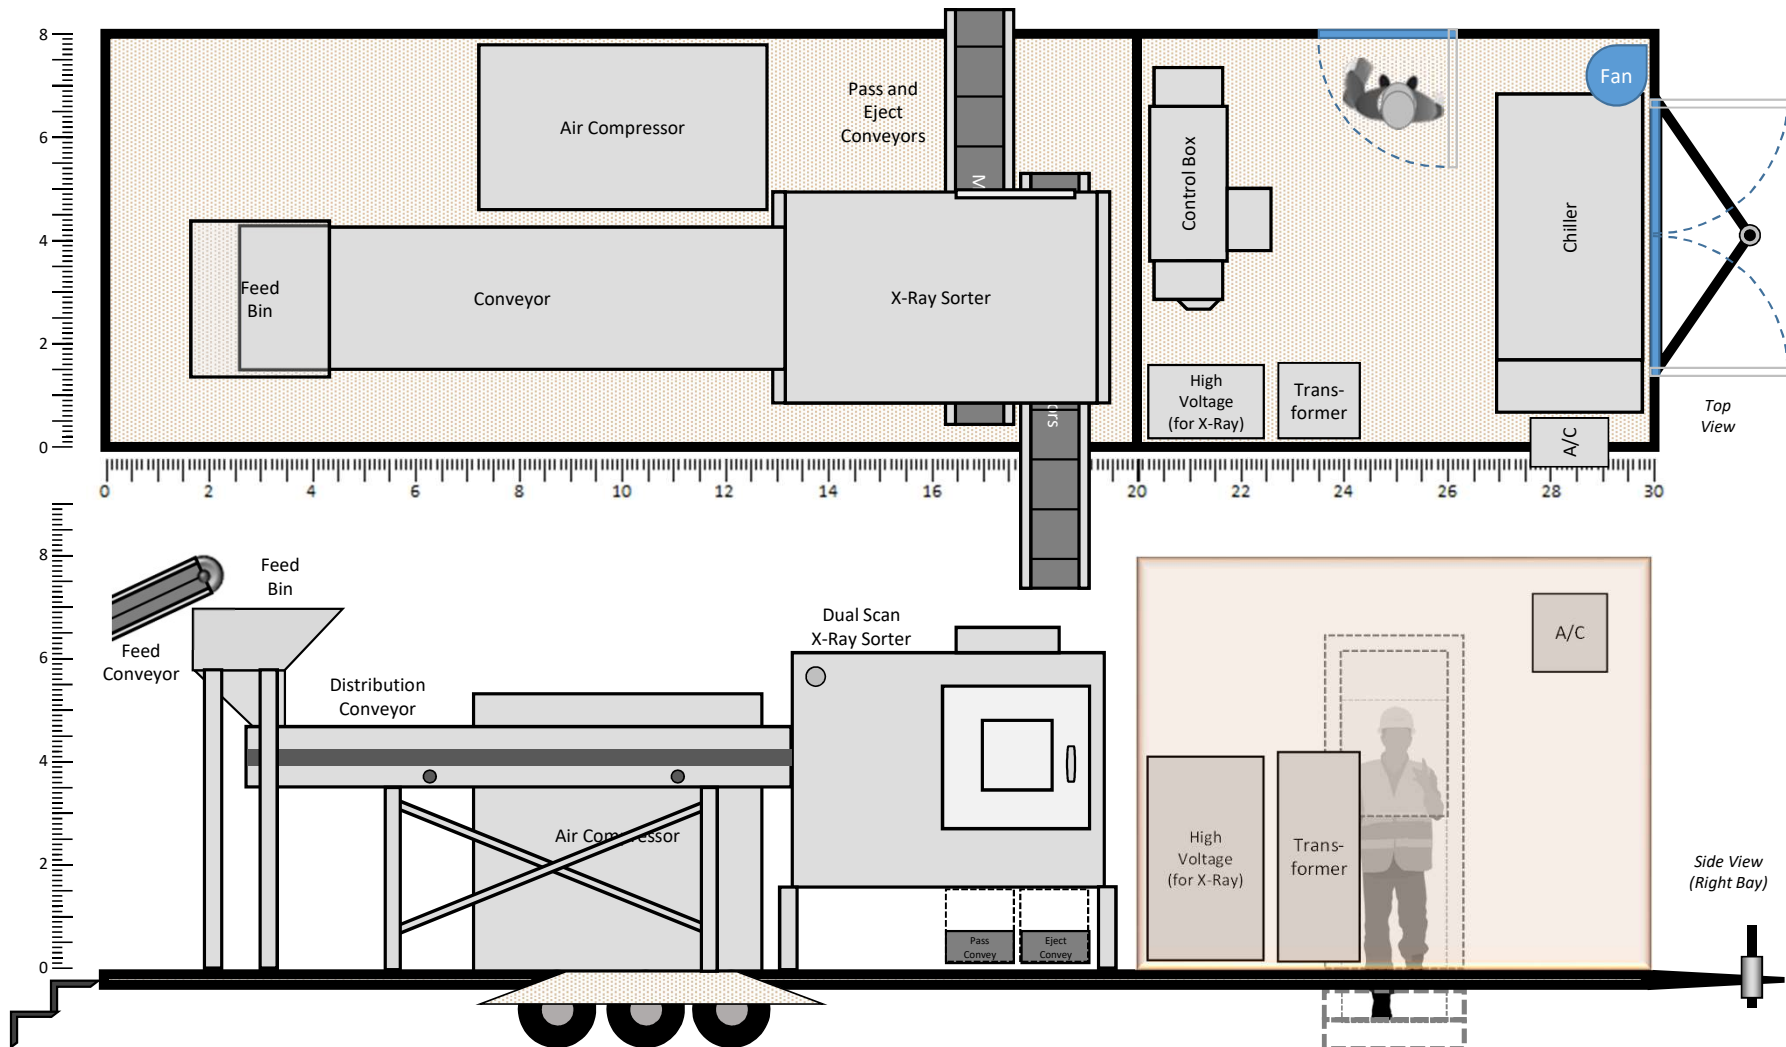 8
6
4
2
0
Air Compressor
Pass and
Eject
Conveyors
M
Feed
Bin
Conveyor
X-Ray Sorter
ors
Control Box
High
Voltage
(for X-Ray)
Trans-
former
Chiller
Fan
A/C
Top
View
0
2
4
6
8
10
12
14
16
20
22
24
26
28
30
8
6
4
2
0
Feed
Bin
Feed
Conveyor
Distribution
Conveyor
Air Compressor
Dual Scan
X-Ray Sorter
Pass
Convey
Eject
Convey
High
Voltage
(for X-Ray)
Trans-
former
A/C
Side View
(Right Bay)